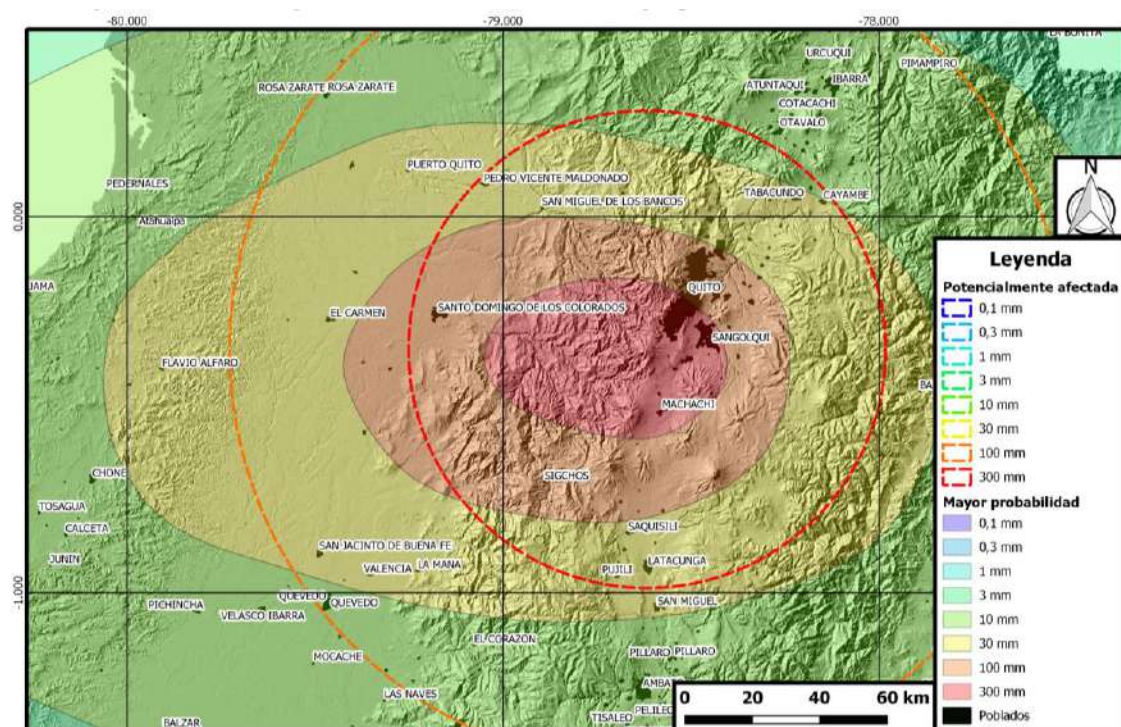 -80.000
-79.000
-78.000
LA BONITA
URCUQUI
PIMAMPIRO
ROSA ZARATE ROSA ZARATE
ATUNTAQUI
IBARRA
COTACACHI
OTAVALO
PUERTO QUITO
PEDERNALES
PEDRO VICENTE MALDONADO
TABACUNDO
CAYAMBE
SAN MIGUEL DE LOS BANCOS
N
0.000
Atahualpa
JAMA
QUITO
EL CARMEN
SANTO DOMINGO DE LOS COLORADOS
SANGOLQUI
FLAVIO ALFARO
BA
MACHACHI
CHONE
SIGCHOS
TOSAGUA
CALCETA
SAQUISILI
JUNIN
SAN JACINTO DE BUENA FE
VALENCIA
LA MANA
PUJILI
LATACUNGA
-1.000
PICHINCHA
QUEVEDO
QUEVEDO
VELASCO IBARRA
SAN MIGUEL
EL CORAZON
MOCACHE
PILLARO
PILLARO
LAS NAVES
AMBATO
PELILEO
TISALEO
BALZAR
Leyenda
Potencialmente afectada
0,1 mm
0,3 mm
1 mm
3 mm
10 mm
30 mm
100 mm
300 mm
Mayor probabilidad
0,1 mm
0,3 mm
1 mm
3 mm
10 mm
30 mm
100 mm
300 mm
Poblados
0 20 40 60 km